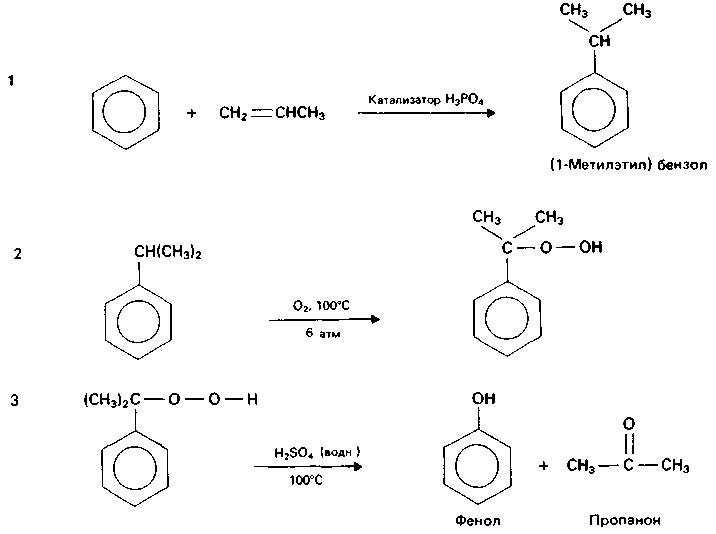 CH₃ CH₃
CH
1
+ CH₂=CHCH₃ Катализатор H₃PO₄
(1-Метилэтил) бензол
2
CH(CH₃)₂
CH₃ CH₃
C—O—OH
O₂, 100°C
6 атм
3
(CH₃)₂C—O—O—H
OH
O
H₂SO₄ (водн)
100°C
+ CH₃—C—CH₃
Фенол Пропанон